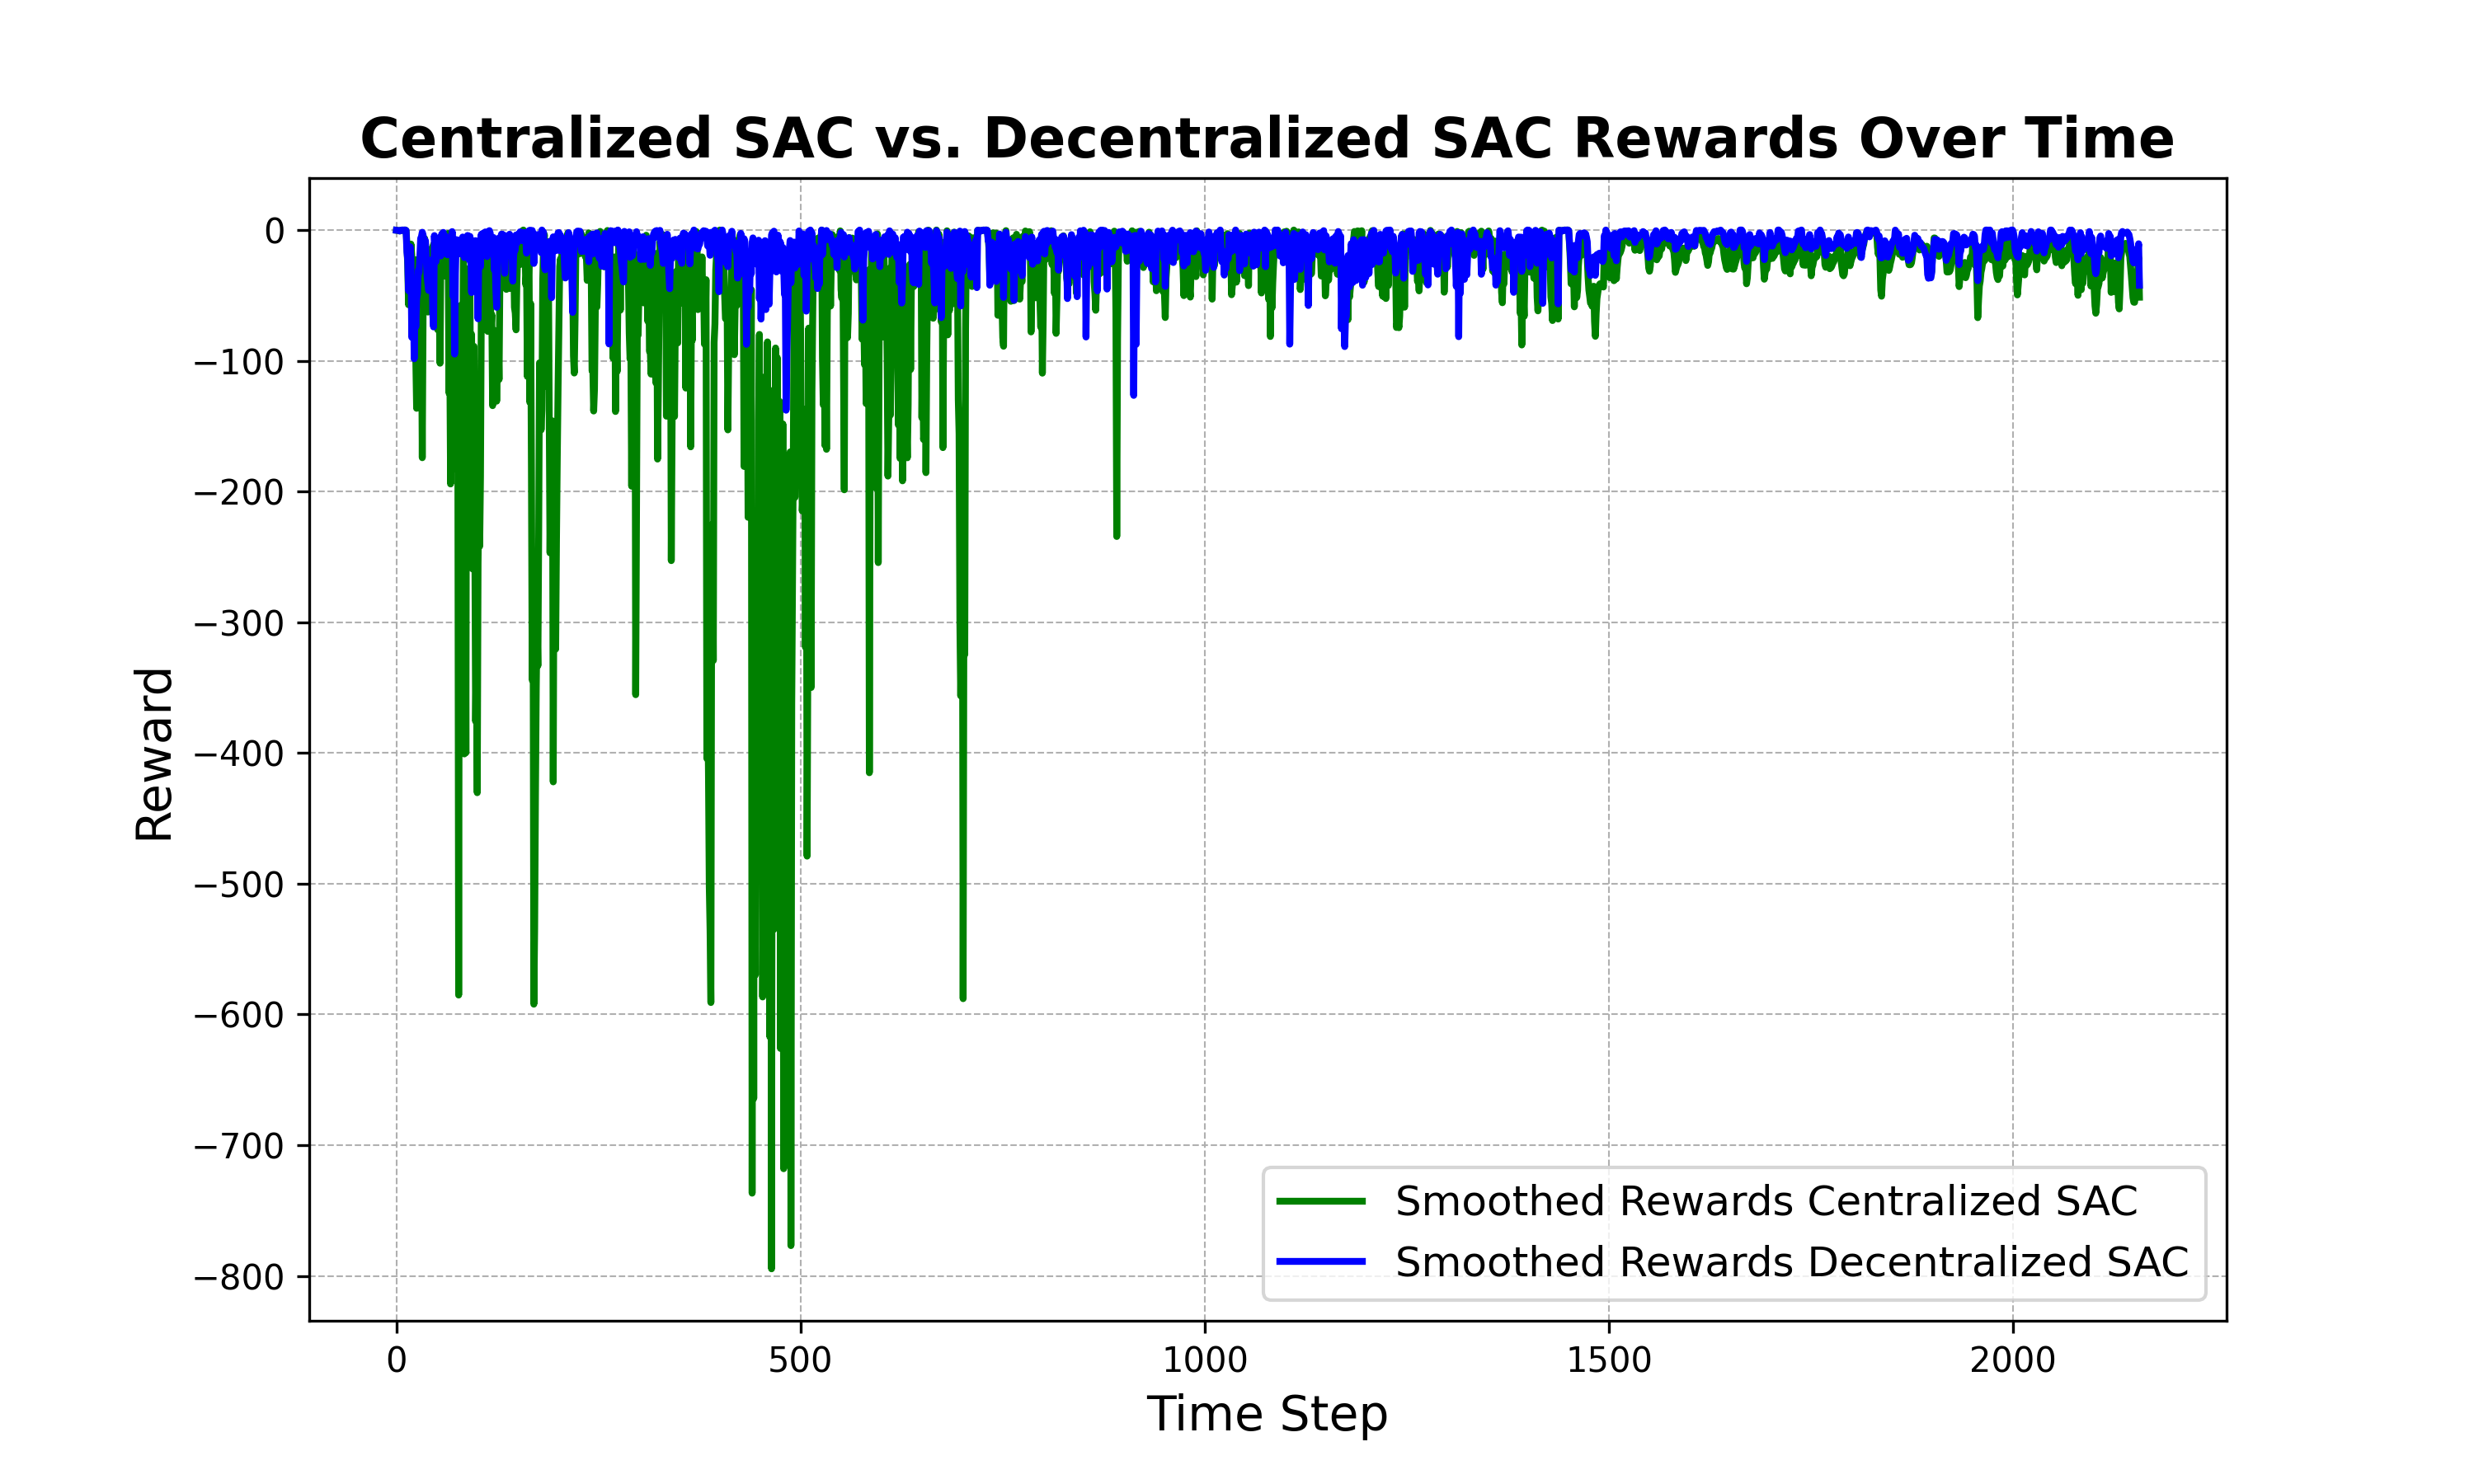 Centralized SAC vs. Decentralized SAC Rewards Over Time
0
−100
−200
−300
−400
−500
−600
−700
−800
Reward
Smoothed Rewards Centralized SAC
Smoothed Rewards Decentralized SAC
0
500
1000
1500
2000
Time Step